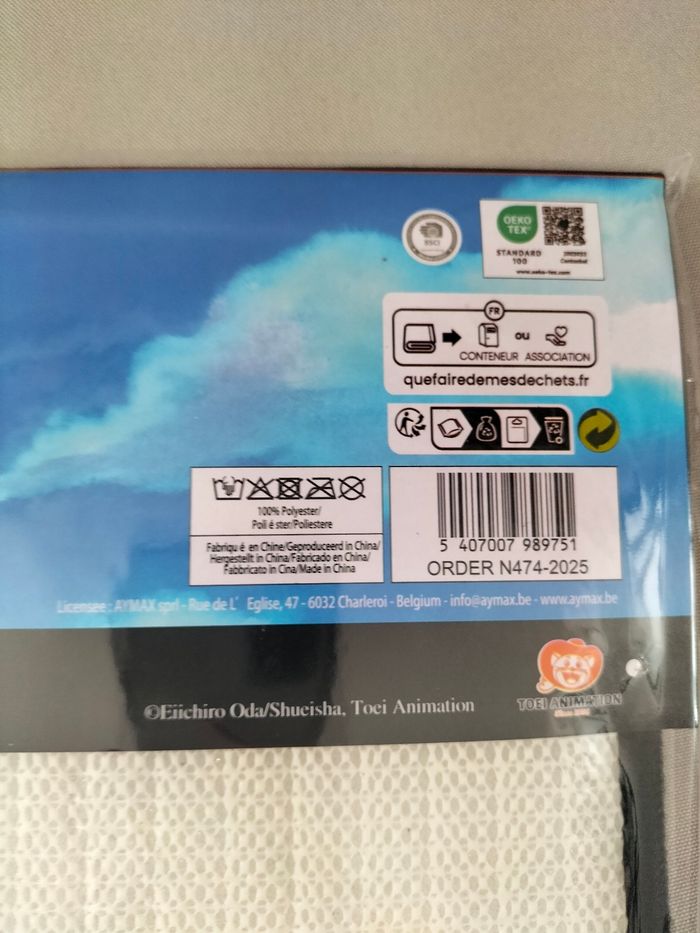 BSCI
OEKO
TEX®
STANDARD
100
Centexbel
www.oeko-tex.com
FR
ou
CONTENEUR ASSOCIATION
quefairedemesdechets.fr
100% Polyester/
Poli é ster/Poliestere
Fabriqu é en Chine/Geproduceerd in China/
Hergestellt in China/Fabricado en China/
Fabbricato in Cina/Made in China
5 407007 989751
ORDER N474-2025
Licensee : AYMAX sprl - Rue de L' Eglise, 47 - 6032 Charleroi - Belgium - info@aymax.be - www.aymax.be
©Eiichiro Oda/Shueisha, Toei Animation
TOEI ANIMATION